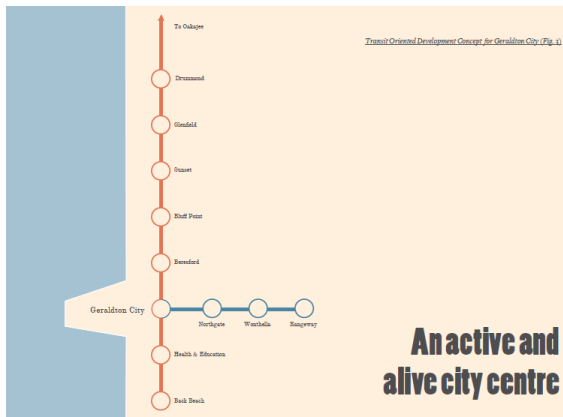 To Oakajee
Transit Oriented Development Concept for Geraldton City (Fig. 1)
Drummond
Glenfield
Sunset
Bluff Point
Beresford
Geraldton City
Northgate
Wonthella
Rangeway
Health & Education
Back Beach
An active and
alive city centre